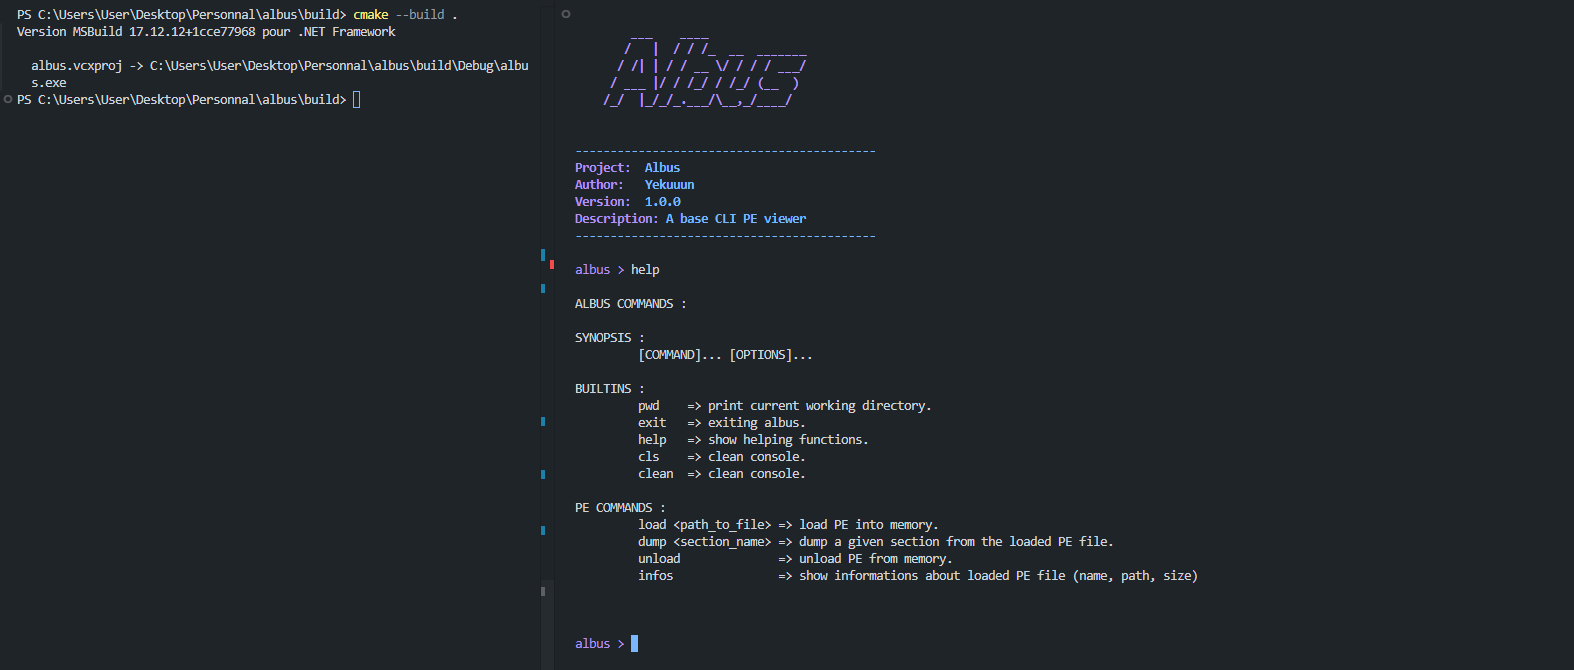 PS C:\Users\User\Desktop\Personnal\albus\build> cmake --build .
Version MSBuild 17.12.12+1cce77968 pour .NET Framework
albus.vcxproj -> C:\Users\User\Desktop\Personnal\albus\build\Debug\albu
s.exe
PS C:\Users\User\Desktop\Personnal\albus\build>
Albus
-------------------------------------------
Project: Albus
Author: Yekuuun
Version: 1.0.0
Description: A base CLI PE viewer
-------------------------------------------
albus > help
ALBUS COMMANDS :
SYNOPSIS :
[COMMAND]... [OPTIONS]...
BUILTINS :
pwd => print current working directory.
exit => exiting albus.
help => show helping functions.
cls => clean console.
clean => clean console.
PE COMMANDS :
load <path_to_file> => load PE into memory.
dump <section_name> => dump a given section from the loaded PE file.
unload => unload PE from memory.
infos => show informations about loaded PE file (name, path, size)
albus >